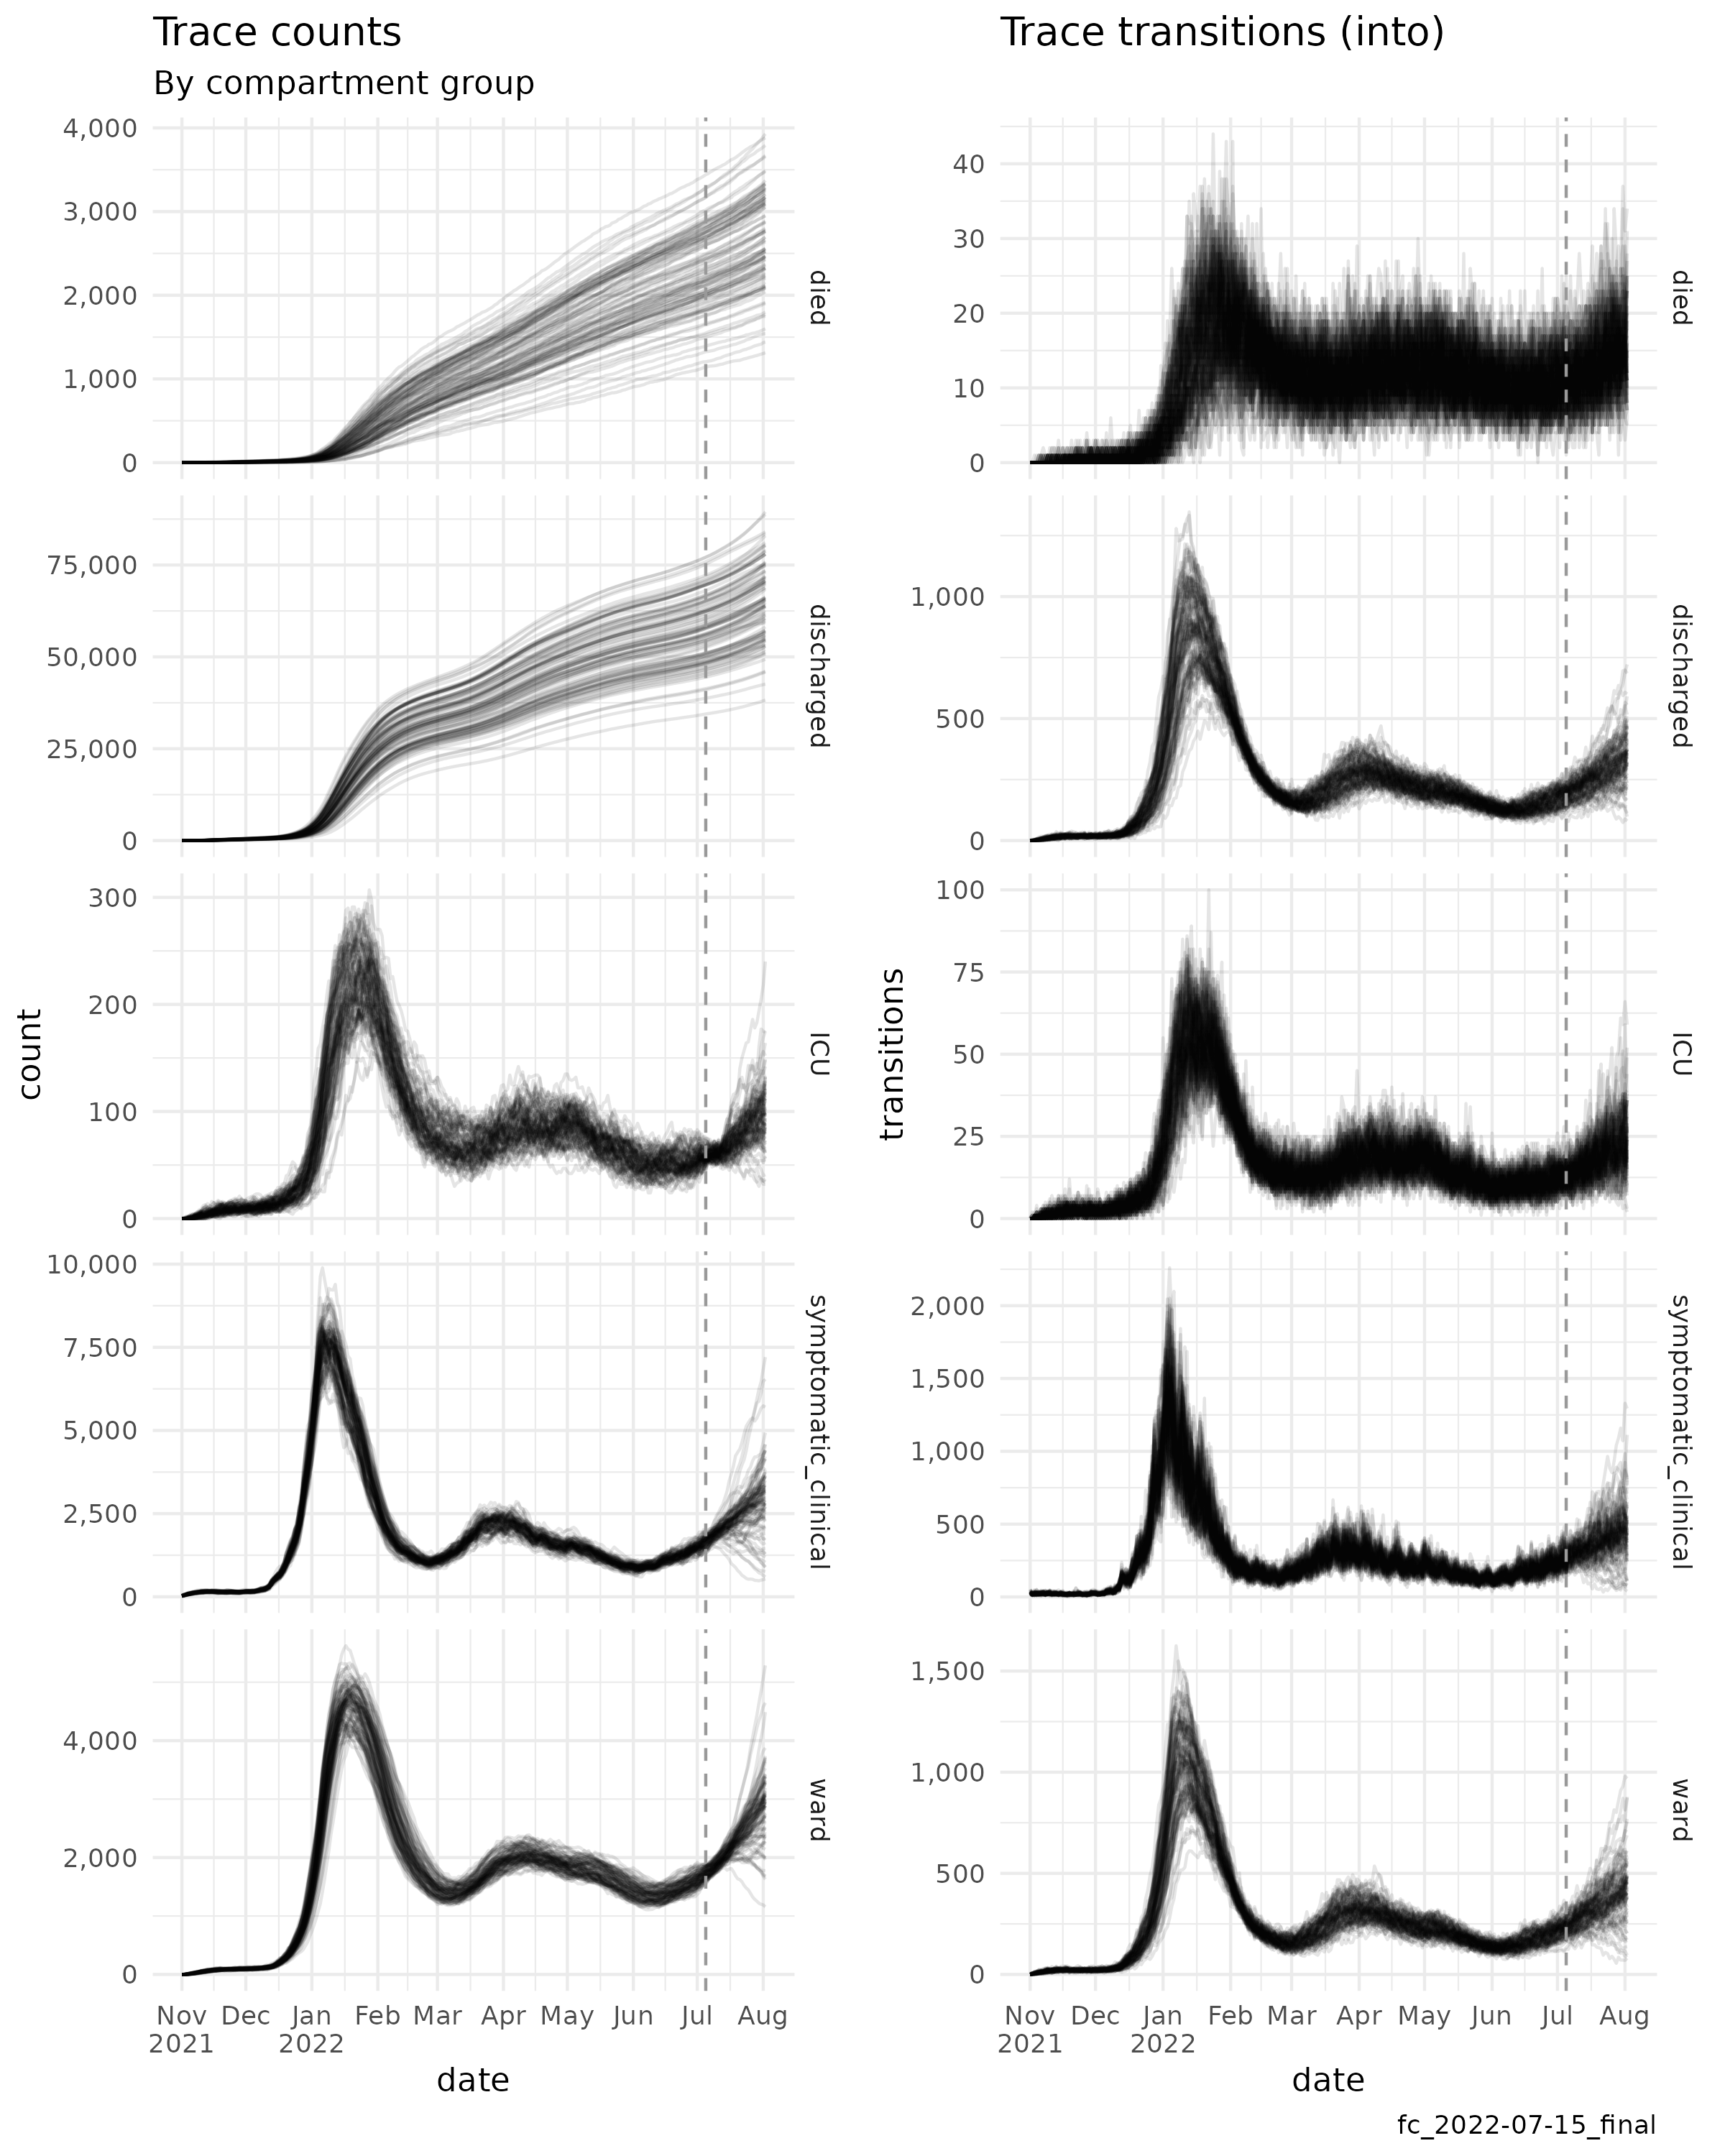 Trace counts
By compartment group
4,000
3,000
2,000
1,000
0
died
75,000
50,000
25,000
0
discharged
300
200
100
0
ICU
count
10,000
7,500
5,000
2,500
0
symptomatic_clinical
4,000
2,000
0
ward
Nov Dec Jan Feb Mar Apr May Jun Jul Aug
2021 2022
date
Trace transitions (into)
40
30
20
10
0
died
1,000
500
0
discharged
100
75
50
25
0
ICU
transitions
2,000
1,500
1,000
500
0
symptomatic_clinical
1,500
1,000
500
0
ward
Nov Dec Jan Feb Mar Apr May Jun Jul Aug
2021 2022
date
fc_2022-07-15_final